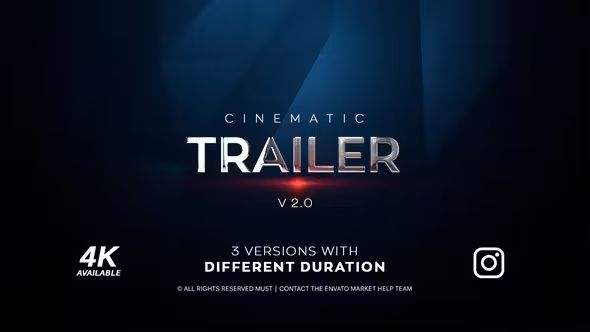 CINEMATIC
TRAILER
V 2.0
4K
AVAILABLE
3 VERSIONS WITH
DIFFERENT DURATION
© ALL RIGHTS RESERVED MUST | CONTACT THE ENVATO MARKET HELP TEAM